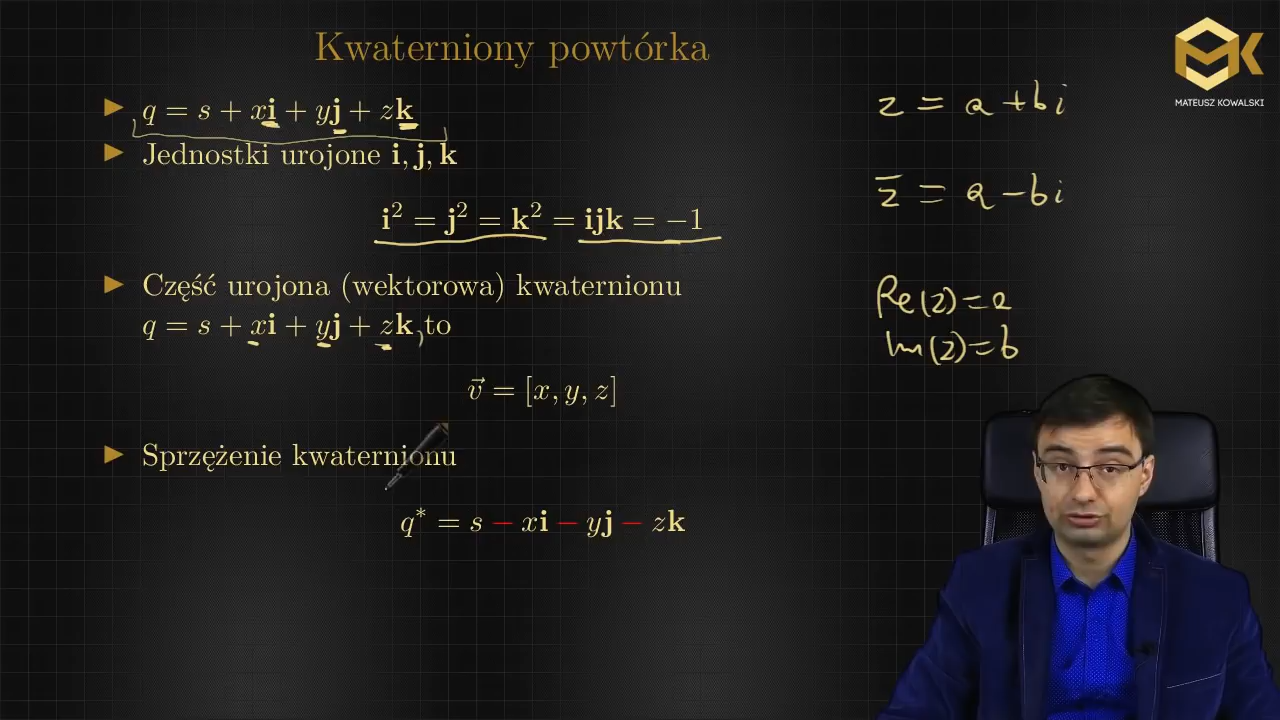 Kwaterniony powtórka
q = s + xi + yj + zk
Jednostki urojone i, j, k
i² = j² = k² = ijk = −1
Część urojona (wektorowa) kwaternionu
q = s + xi + yj + zk, to
v⃗ = [x, y, z]
Sprzężenie kwaternionu
q* = s − xi − yj − zk
z = a + bi
z̅ = a − bi
Re(z) = a
Im(z) = b
MATEUSZ KOWALSKI